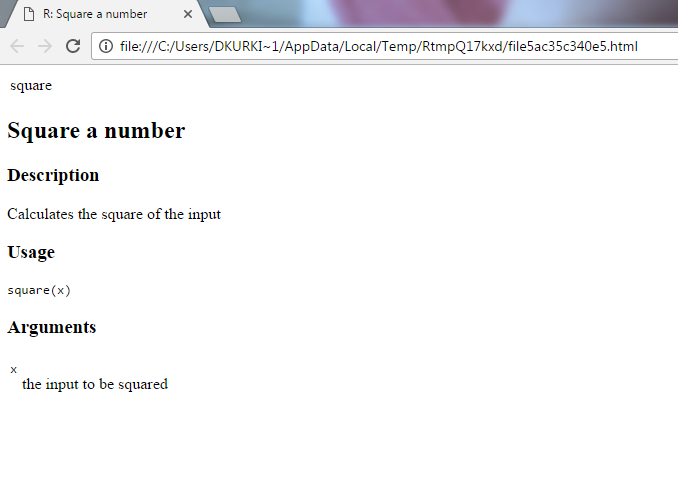 R: Square a number
file:///C:/Users/DKURKI~1/AppData/Local/Temp/RtmpQ17kxd/file5ac35c340e5.html
square
Square a number
Description
Calculates the square of the input
Usage
square(x)
Arguments
x
the input to be squared